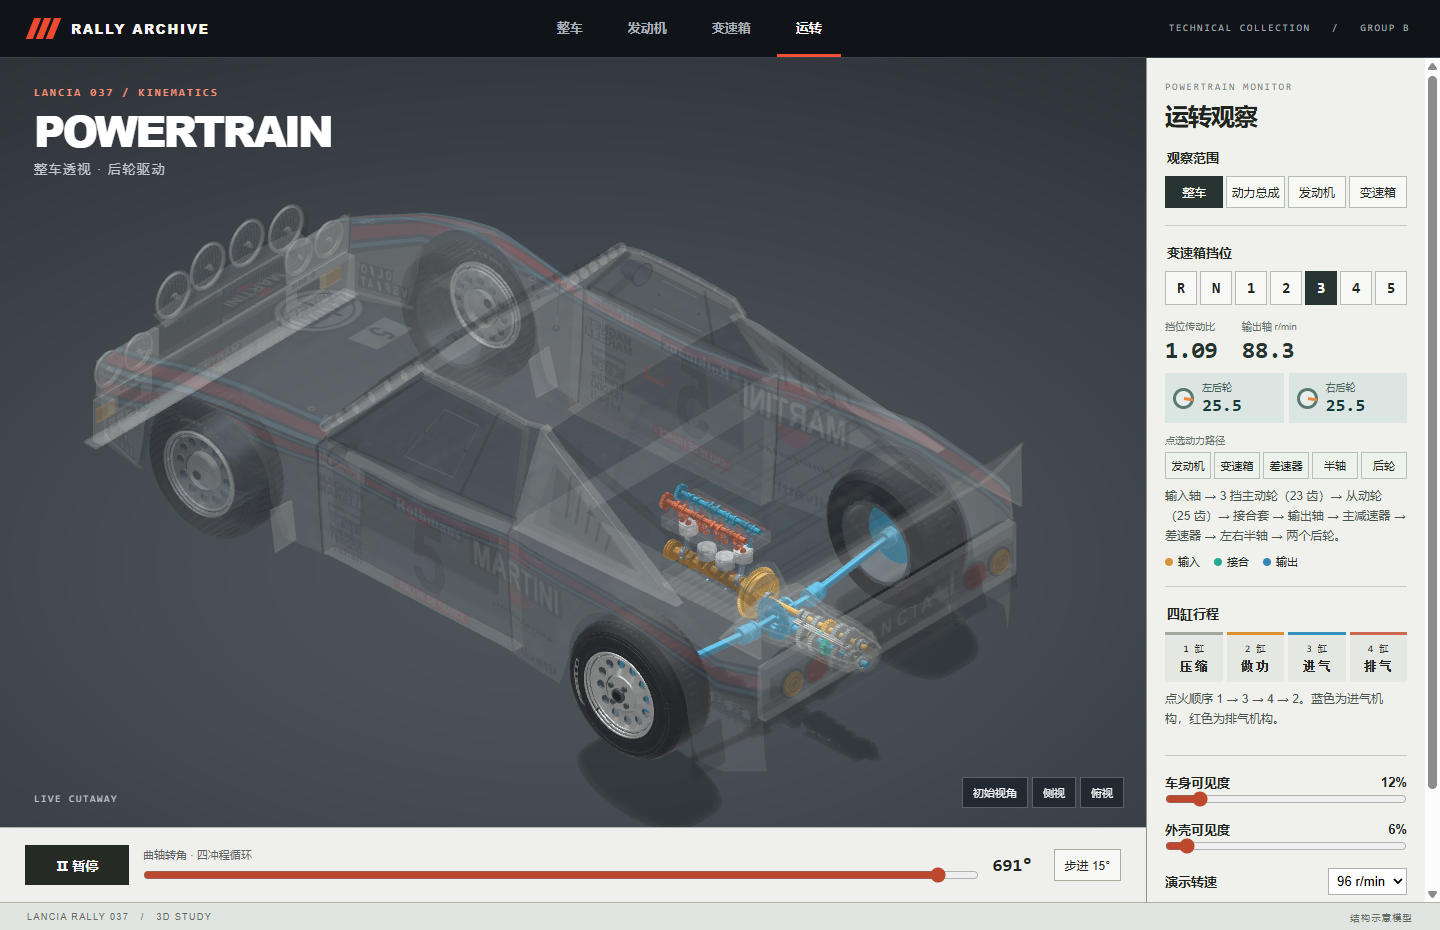 RALLY ARCHIVE
整车 发动机 变速箱 运转
TECHNICAL COLLECTION / GROUP B
LANCIA 037 / KINEMATICS
POWERTRAIN
整车透视 · 后轮驱动
MARTINI
Rothmans
5
MARTINI
LANCIA
LIVE CUTAWAY
初始视角 侧视 俯视
暂停
曲轴转角 · 四冲程循环
691°
步进 15°
POWERTRAIN MONITOR
运转观察
观察范围
整车 动力总成 发动机 变速箱
变速箱挡位
R N 1 2 3 4 5
挡位传动比 输出轴 r/min
1.09 88.3
左后轮 右后轮
25.5 25.5
点选动力路径
发动机 变速箱 差速器 半轴 后轮
输入轴 → 3 挡主动轮（23 齿）→ 从动轮
（25 齿）→ 接合套 → 输出轴 → 主减速器 →
差速器 → 左右半轴 → 两个后轮。
输入 接合 输出
四缸行程
1 缸 2 缸 3 缸 4 缸
压缩 做功 进气 排气
点火顺序 1 → 3 → 4 → 2。蓝色为进气机
构，红色为排气机构。
车身可见度 12%
外壳可见度 6%
演示转速 96 r/min
LANCIA RALLY 037 / 3D STUDY
结构示意模型